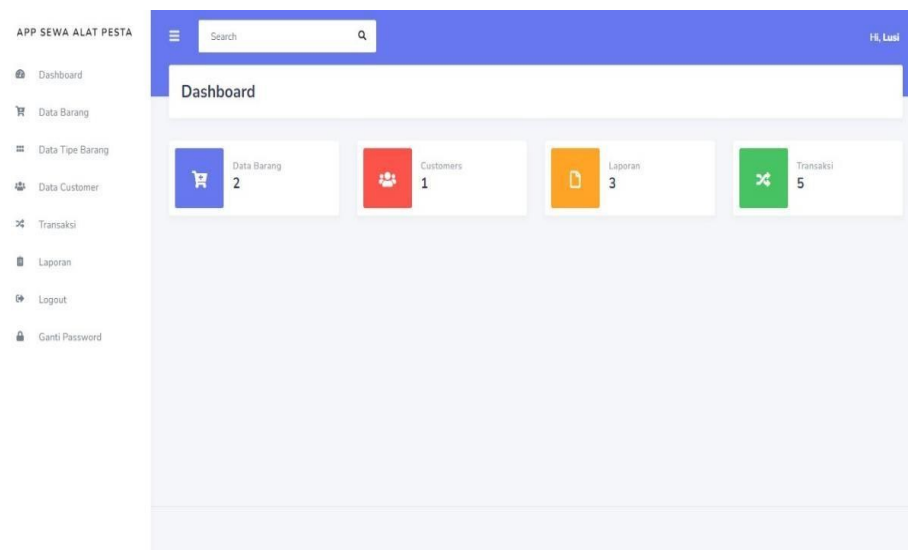 APP SEWA ALAT PESTA
Dashboard
Data Barang
Data Tipe Barang
Data Customer
Transaksi
Laporan
Logout
Ganti Password
Search
Hi, Lusi
Dashboard
Data Barang
2
Customers
1
Laporan
3
Transaksi
5